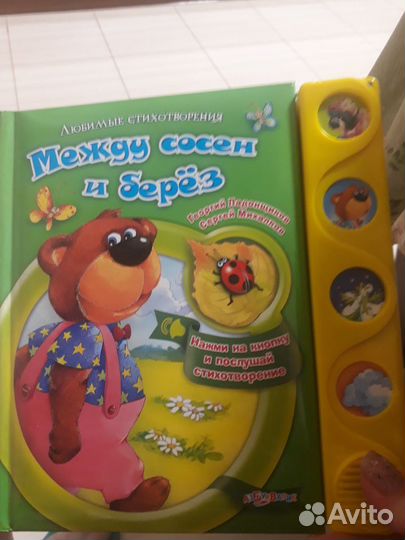 Любимые стихотворения
Между сосен
и берёз
Георгий Ладонщиков
Сергей Михалков
Нажми на кнопку
и послушай
стихотворение
АЗБУКВАРИК
Avito